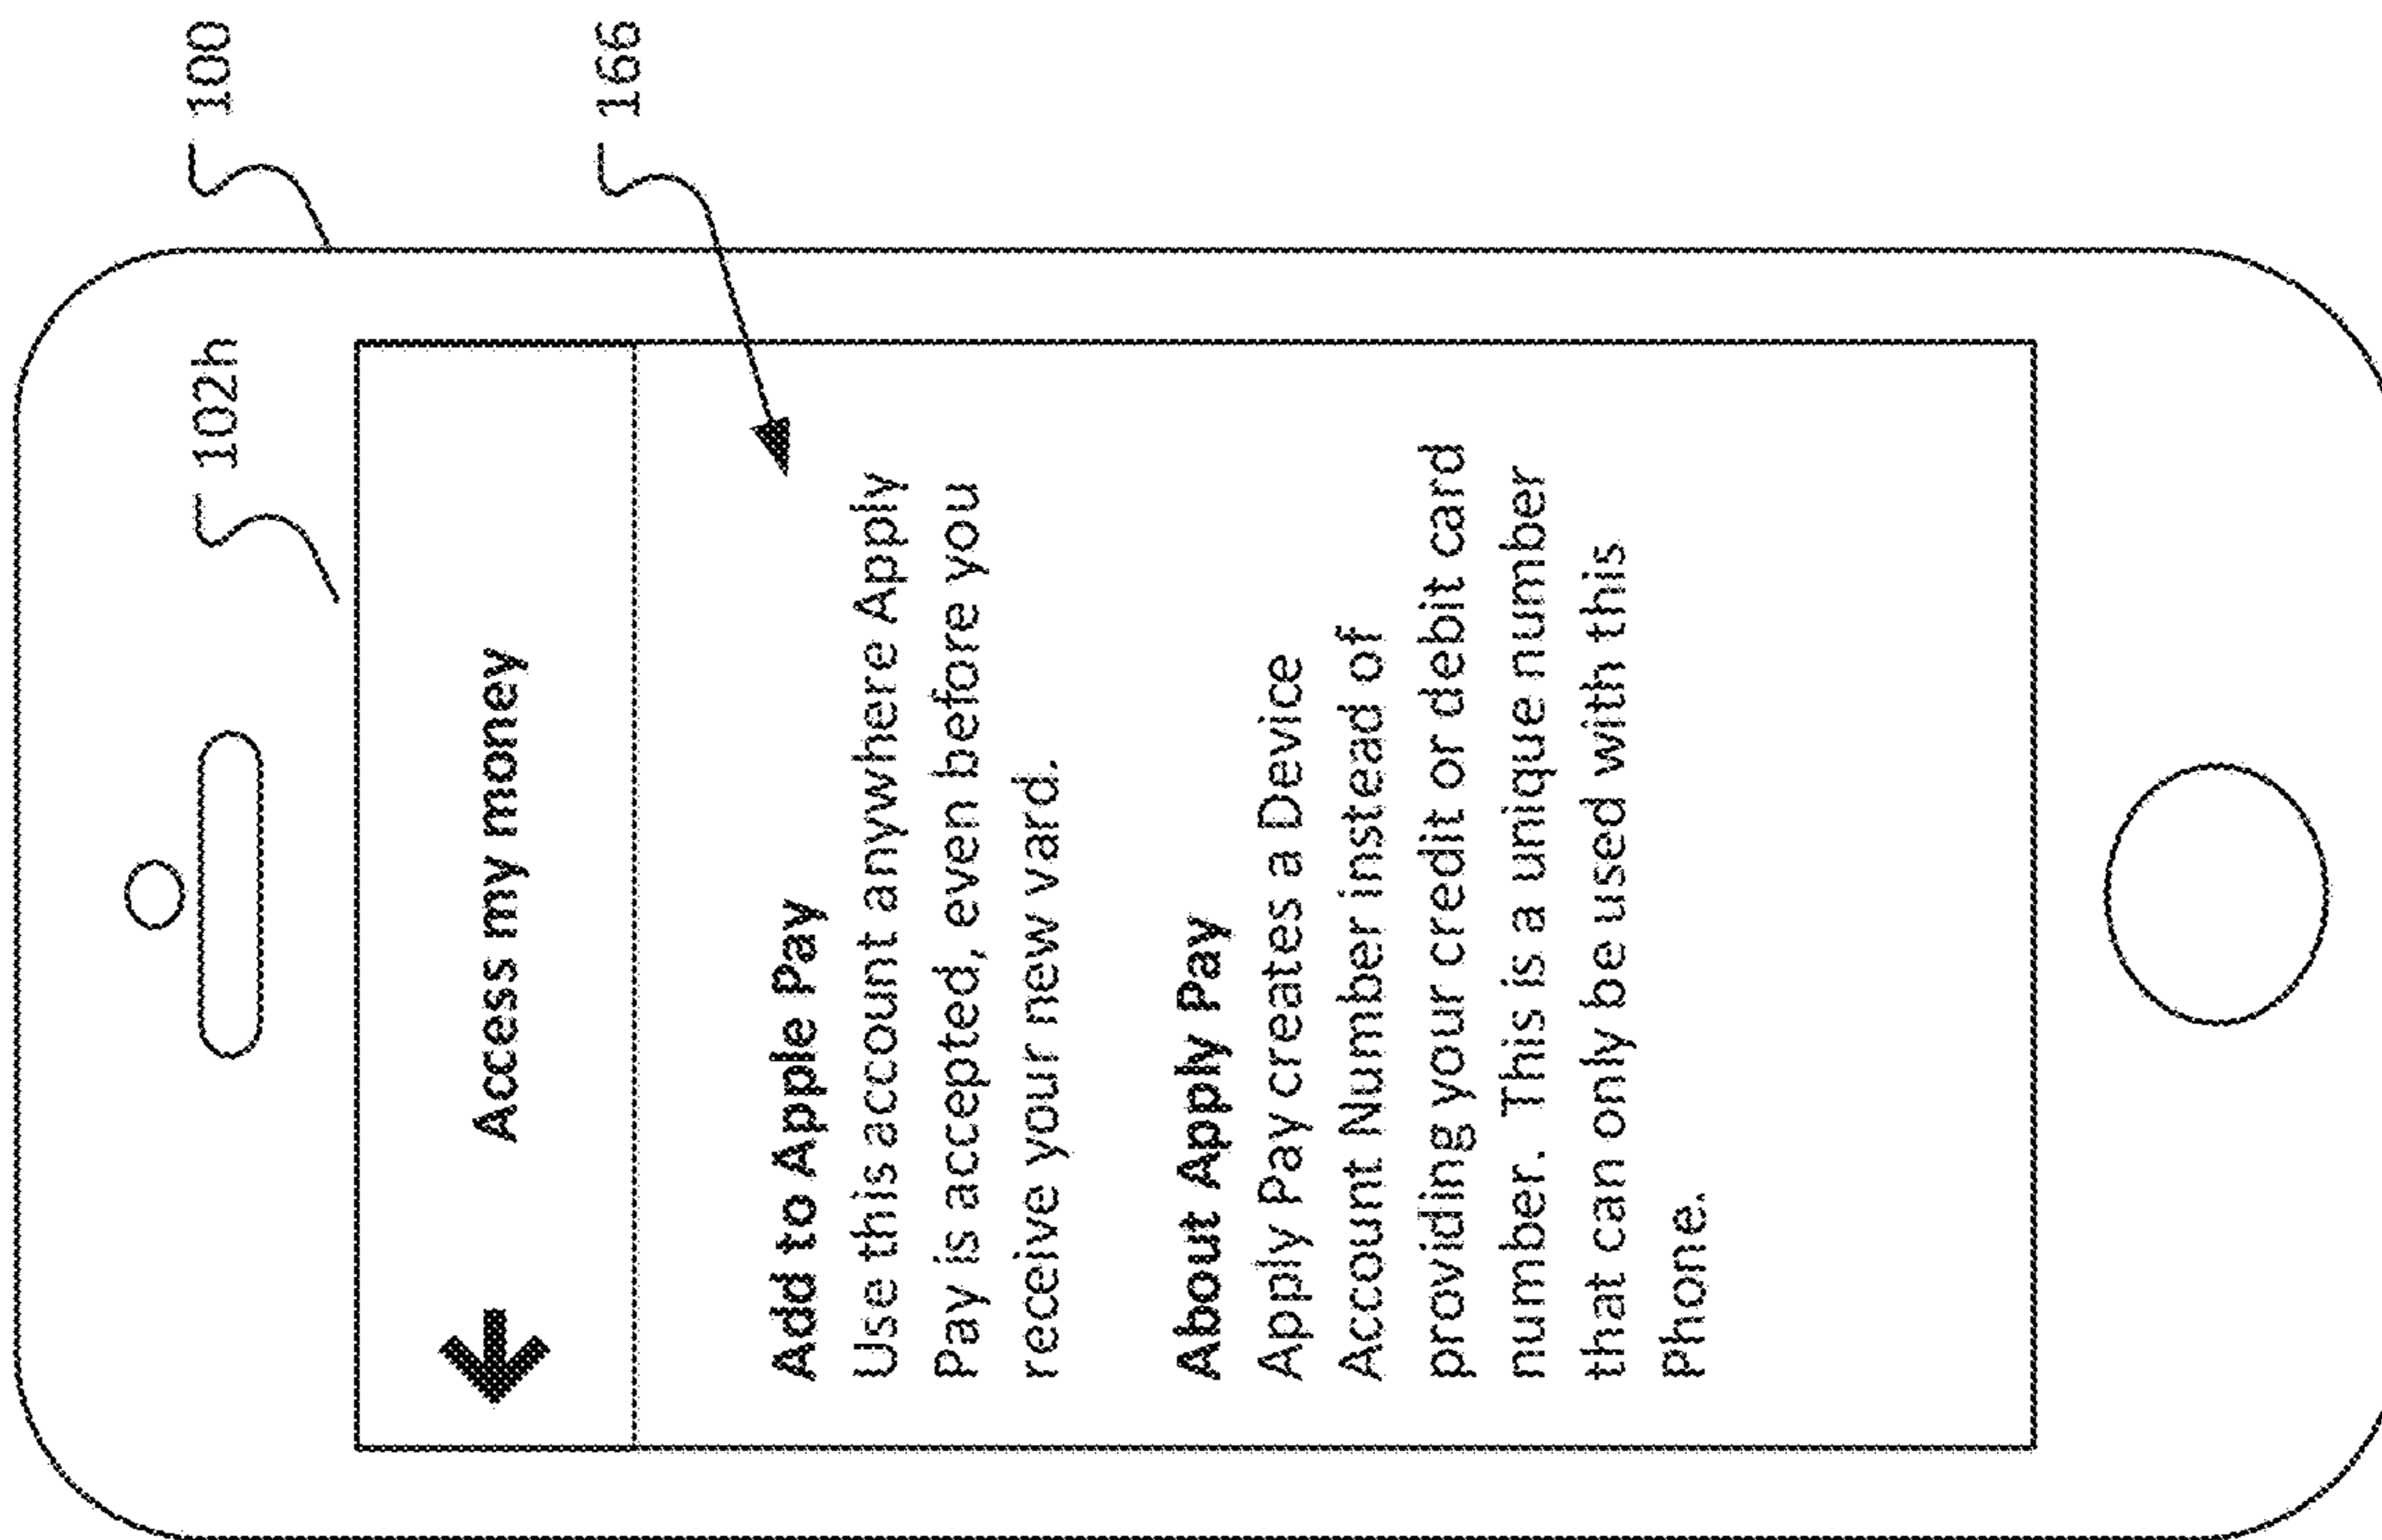 100
102h
166
Access my money
Add to Apple Pay
Use this account anywhere Apply
Pay is accepted, even before you
receive your new vard.
About Apply Pay
Apply Pay creates a Device
Account Number instead of
providing your credit or debit card
number. This is a unique number
that can only be used with this
Phone.